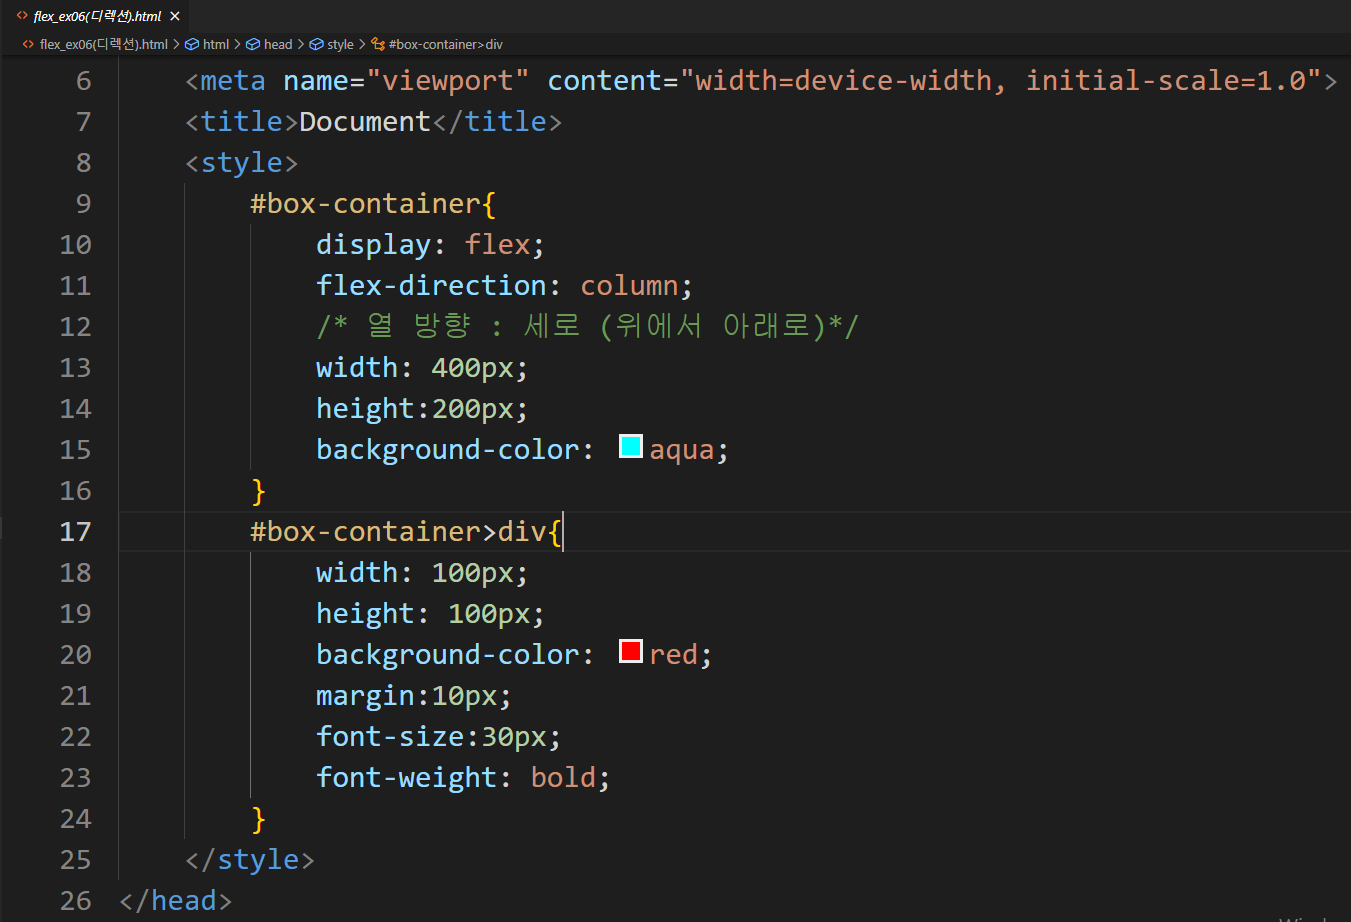 flex_ex06(디렉션).html ×
flex_ex06(디렉션).html > html > head > style > #box-container>div
6 <meta name="viewport" content="width=device-width, initial-scale=1.0">
7 <title>Document</title>
8 <style>
9 #box-container{
10 display: flex;
11 flex-direction: column;
12 /* 열 방향 : 세로 (위에서 아래로)*/
13 width: 400px;
14 height:200px;
15 background-color: aqua;
16 }
17 #box-container>div{
18 width: 100px;
19 height: 100px;
20 background-color: red;
21 margin:10px;
22 font-size:30px;
23 font-weight: bold;
24 }
25 </style>
26 </head>